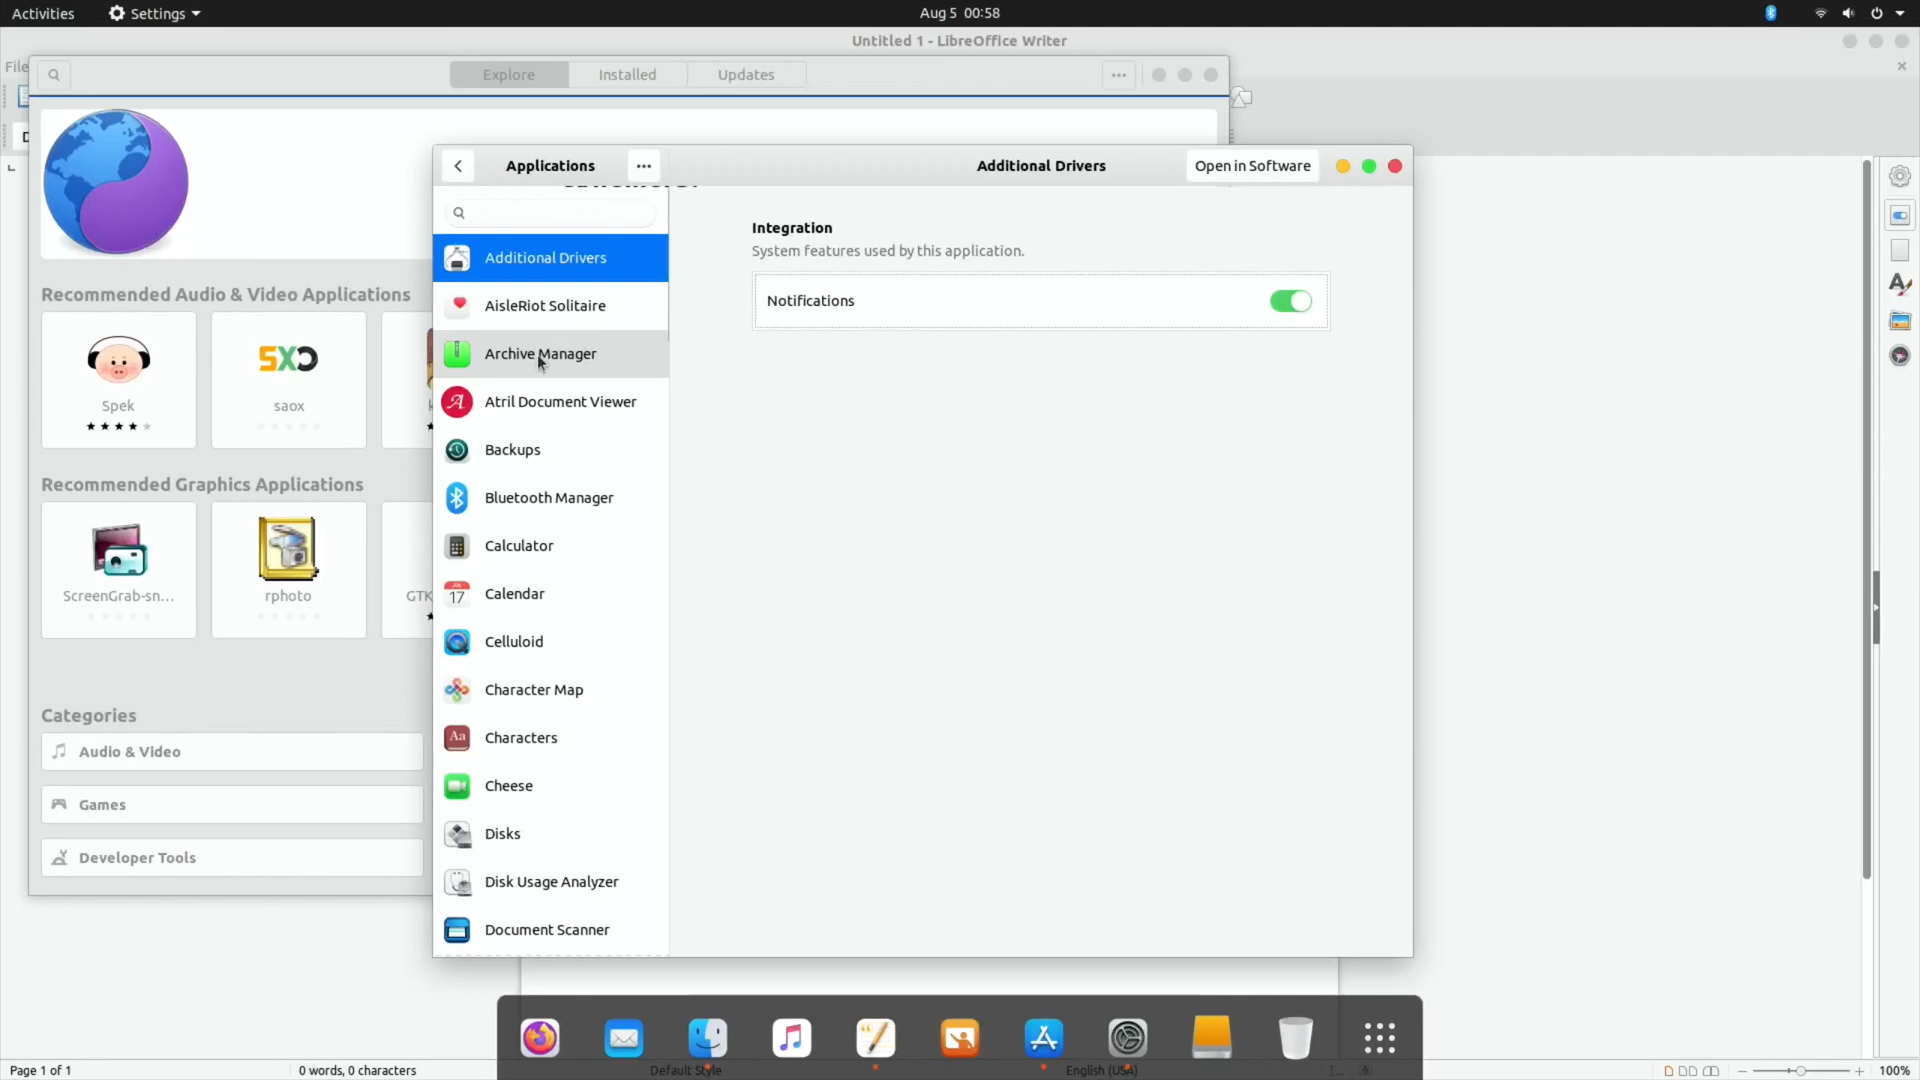 Activities
Settings
Aug 5 00:58
Untitled 1 - LibreOffice Writer
File
Explore
Installed
Updates
Applications
Additional Drivers
Open in Software
Integration
System features used by this application.
Notifications
Additional Drivers
AisleRiot Solitaire
Archive Manager
Atril Document Viewer
Backups
Bluetooth Manager
Calculator
Calendar
17
Celluloid
Character Map
Aa
Characters
Cheese
Disks
Disk Usage Analyzer
Document Scanner
Recommended Audio & Video Applications
SXO
Spek
saox
Recommended Graphics Applications
ScreenGrab-sn...
rphoto
GTK
Categories
Audio & Video
Games
Developer Tools
Page 1 of 1
0 words, 0 characters
Default Style
English (USA)
100%